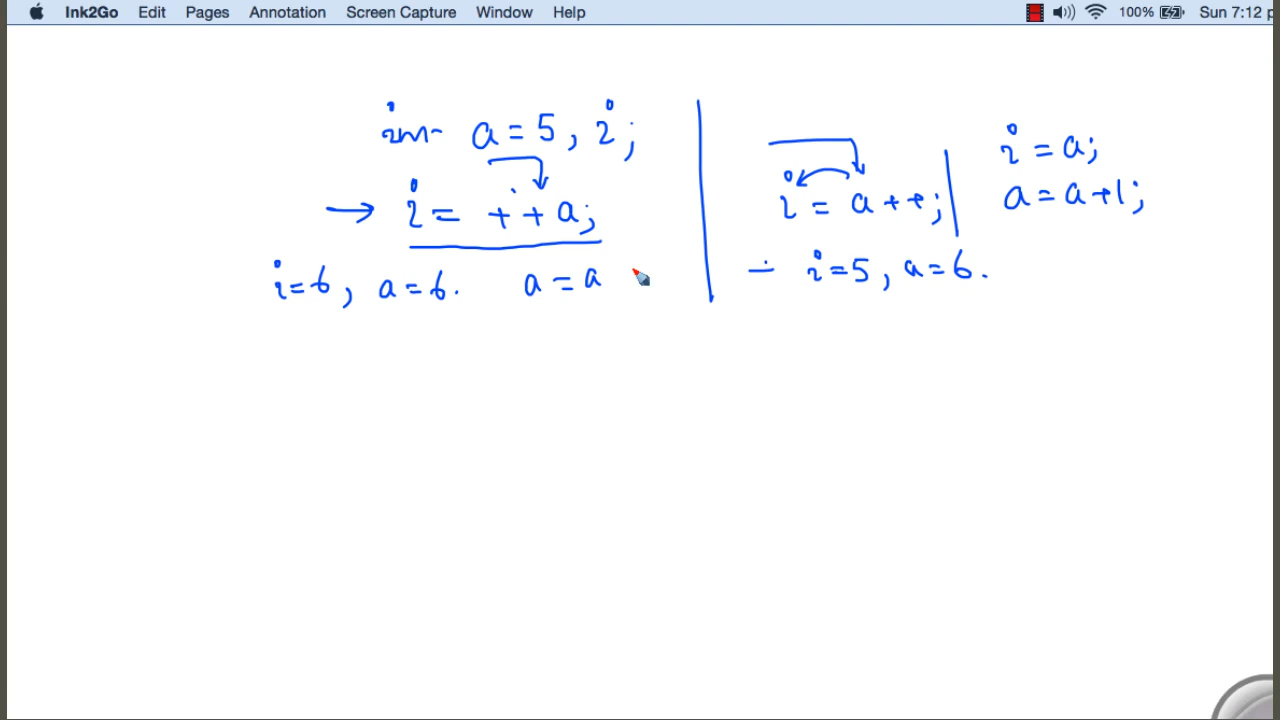 Ink2Go Edit Pages Annotation Screen Capture Window Help 100% Sun 7:12 p
int a = 5, i;
i = ++a;
i=6, a=6. a = a
i = a++;
∴ i=5, a=6.
i = a;
a = a+1;